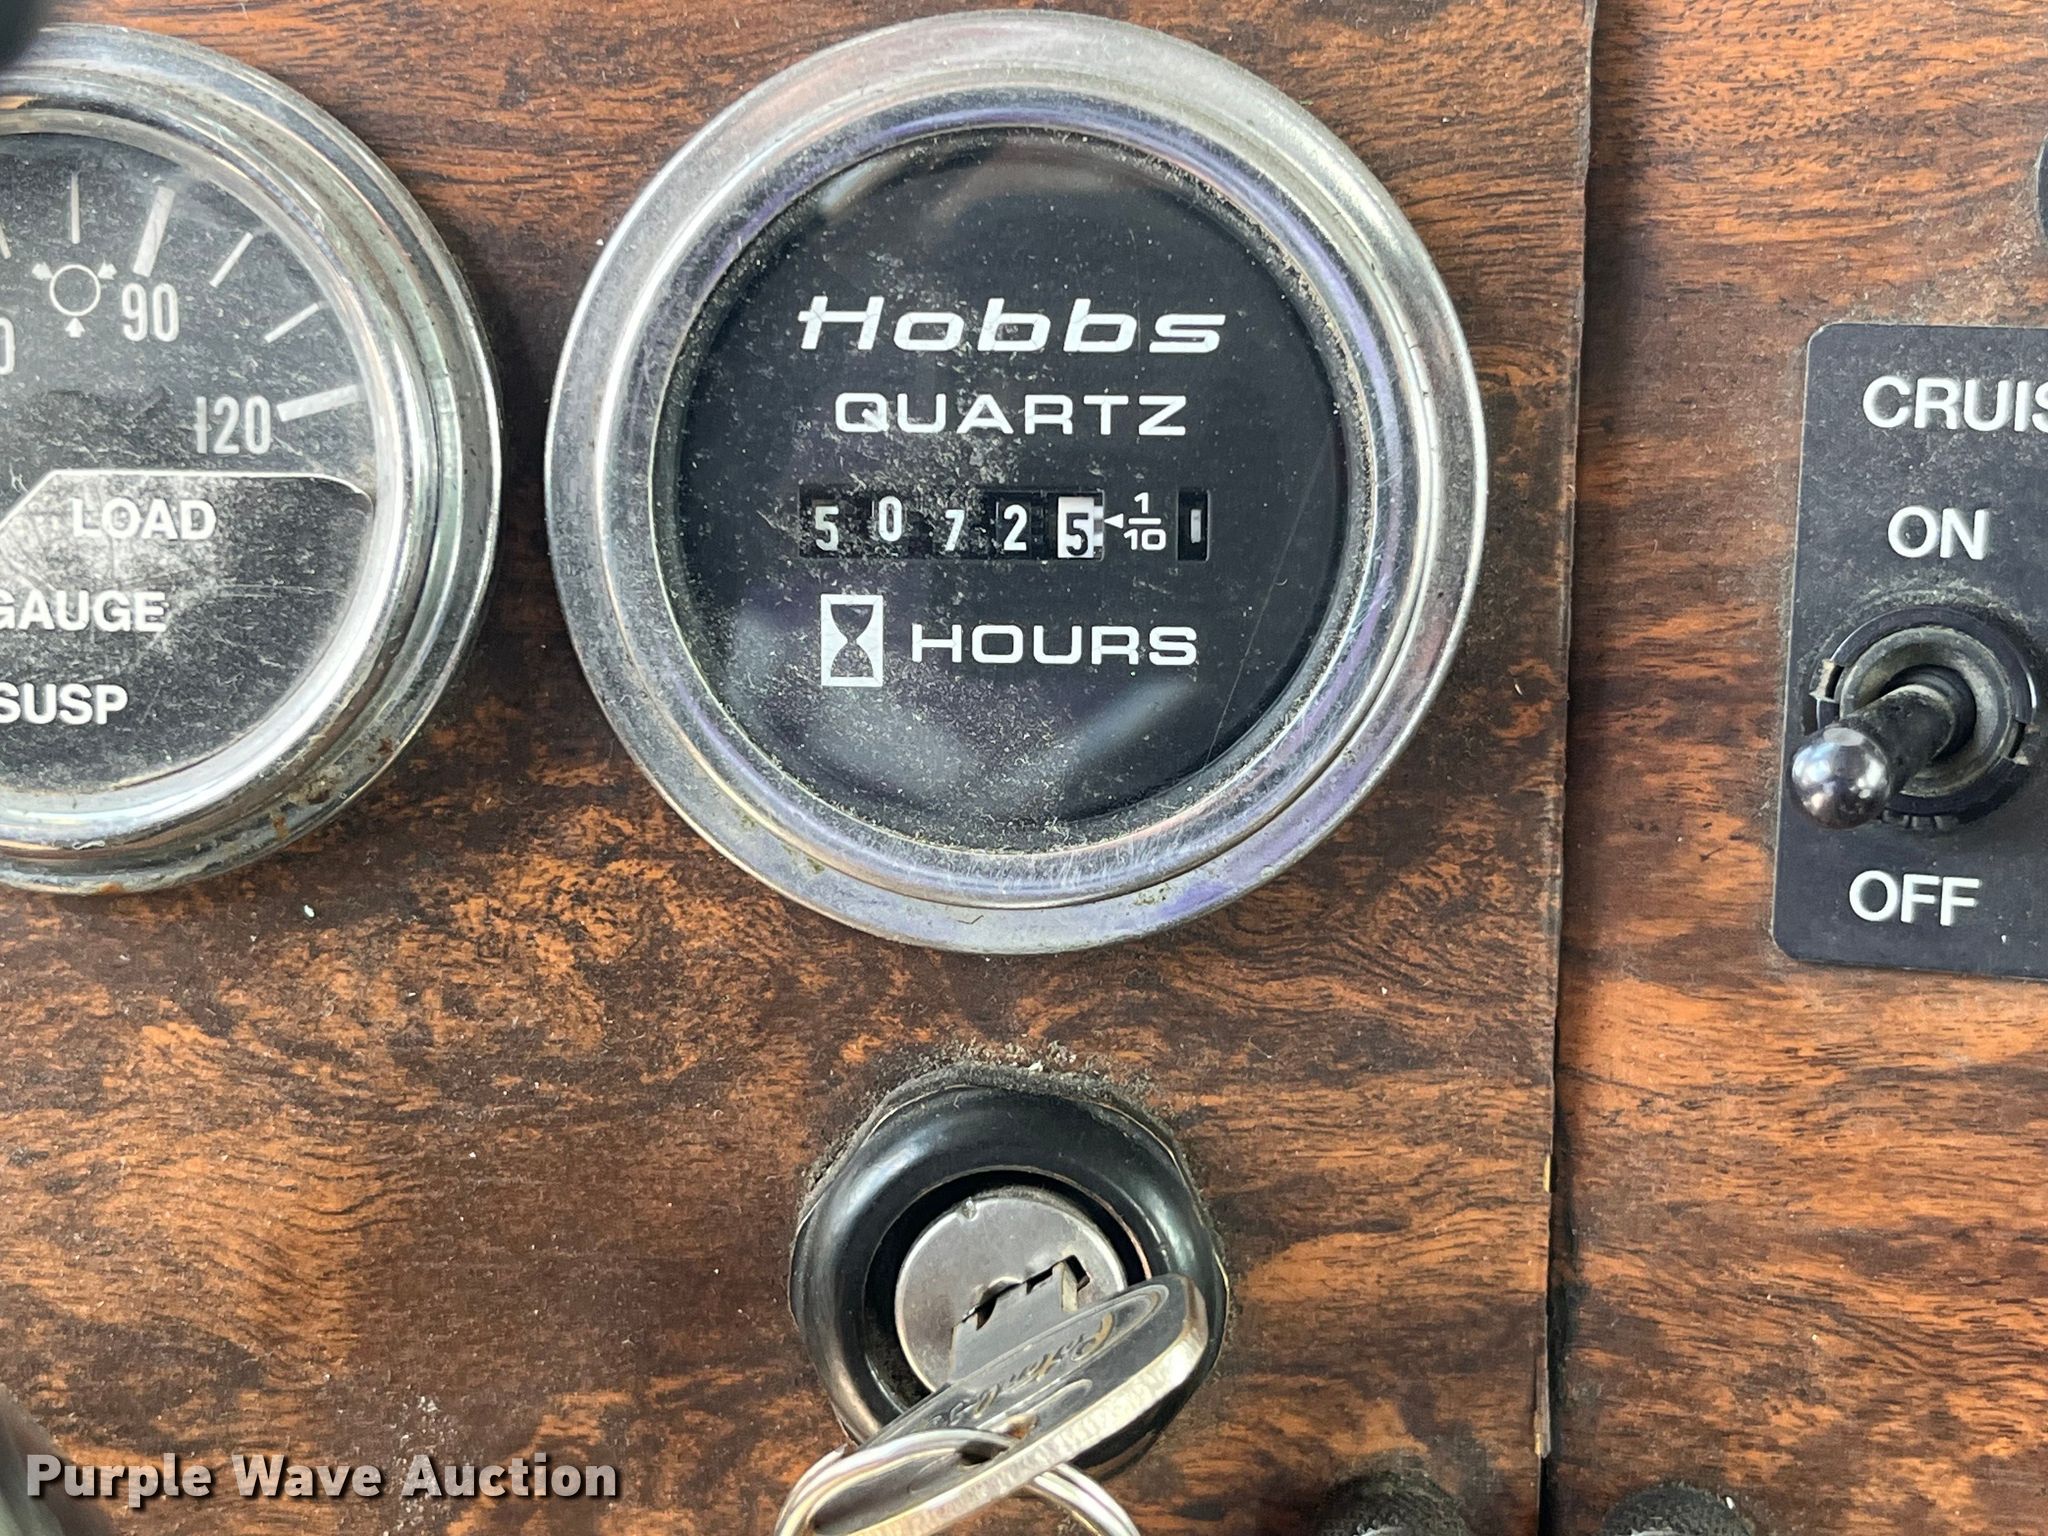 90
120
LOAD
GAUGE
SUSP
Hobbs
QUARTZ
5 0 7 2 5 1/10
HOURS
CRUIS
ON
OFF
Purple Wave Auction